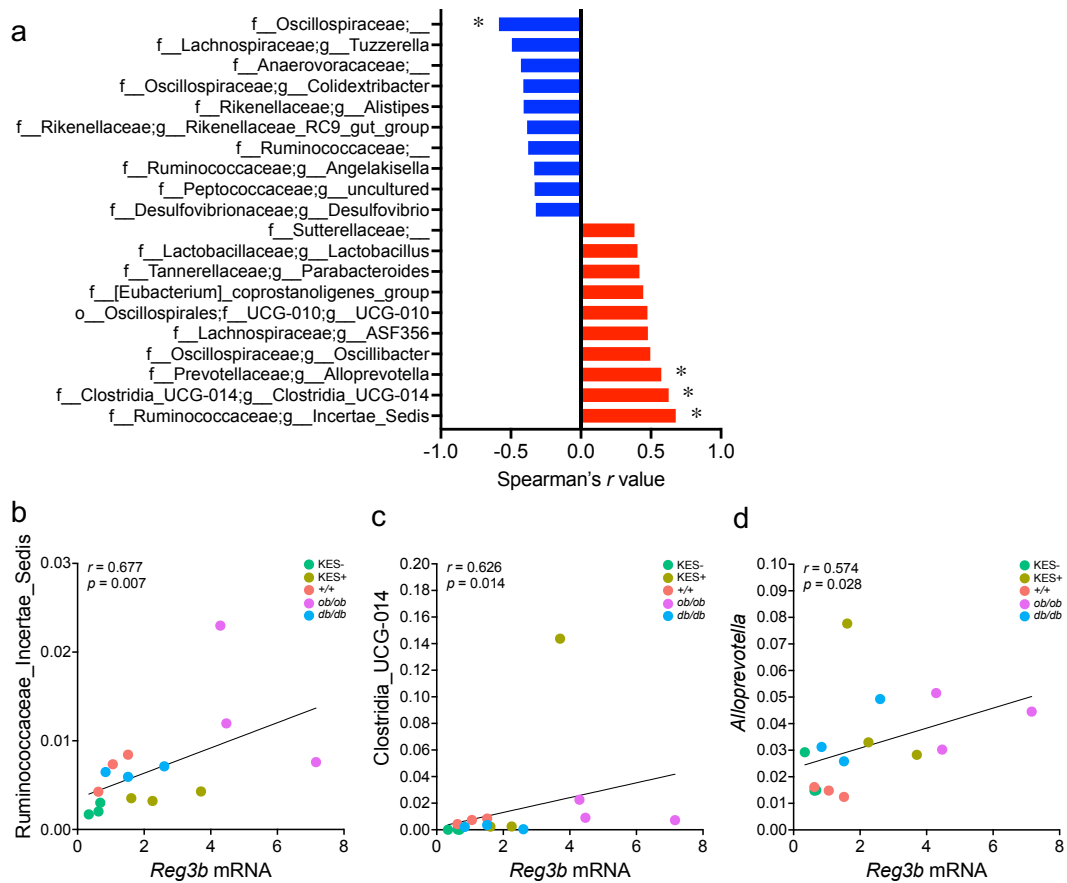 a
f__Oscillospiraceae;__
*
f__Lachnospiraceae;g__Tuzzerella
f__Anaerovoracaceae;__
f__Oscillospiraceae;g__Colidextribacter
f__Rikenellaceae;g__Alistipes
f__Rikenellaceae;g__Rikenellaceae_RC9_gut_group
f__Ruminococcaceae;__
f__Ruminococcaceae;g__Angelakisella
f__Peptococcaceae;g__uncultured
f__Desulfovibrionaceae;g__Desulfovibrio
f__Sutterellaceae;__
f__Lactobacillaceae;g__Lactobacillus
f__Tannerellaceae;g__Parabacteroides
f__[Eubacterium]_coprostanoligenes_group
o__Oscillospirales;f__UCG-010;g__UCG-010
f__Lachnospiraceae;g__ASF356
f__Oscillospiraceae;g__Oscillibacter
f__Prevotellaceae;g__Alloprevotella *
f__Clostridia_UCG-014;g__Clostridia_UCG-014 *
f__Ruminococcaceae;g__Incertae_Sedis *
-1.0 -0.5 0.0 0.5 1.0
Spearman's r value
b
Ruminococcaceae_Incertae_Sedis
0.03
0.02
0.01
0.00
r = 0.677
p = 0.007
KES-
KES+
+/+
ob/ob
db/db
0 2 4 6 8
Reg3b mRNA
c
Clostridia_UCG-014
0.20
0.18
0.16
0.14
0.12
0.10
0.08
0.06
0.04
0.02
0.00
r = 0.626
p = 0.014
KES-
KES+
+/+
ob/ob
db/db
0 2 4 6 8
Reg3b mRNA
d
Alloprevotella
0.10
0.09
0.08
0.07
0.06
0.05
0.04
0.03
0.02
0.01
0.00
r = 0.574
p = 0.028
KES-
KES+
+/+
ob/ob
db/db
0 2 4 6 8
Reg3b mRNA